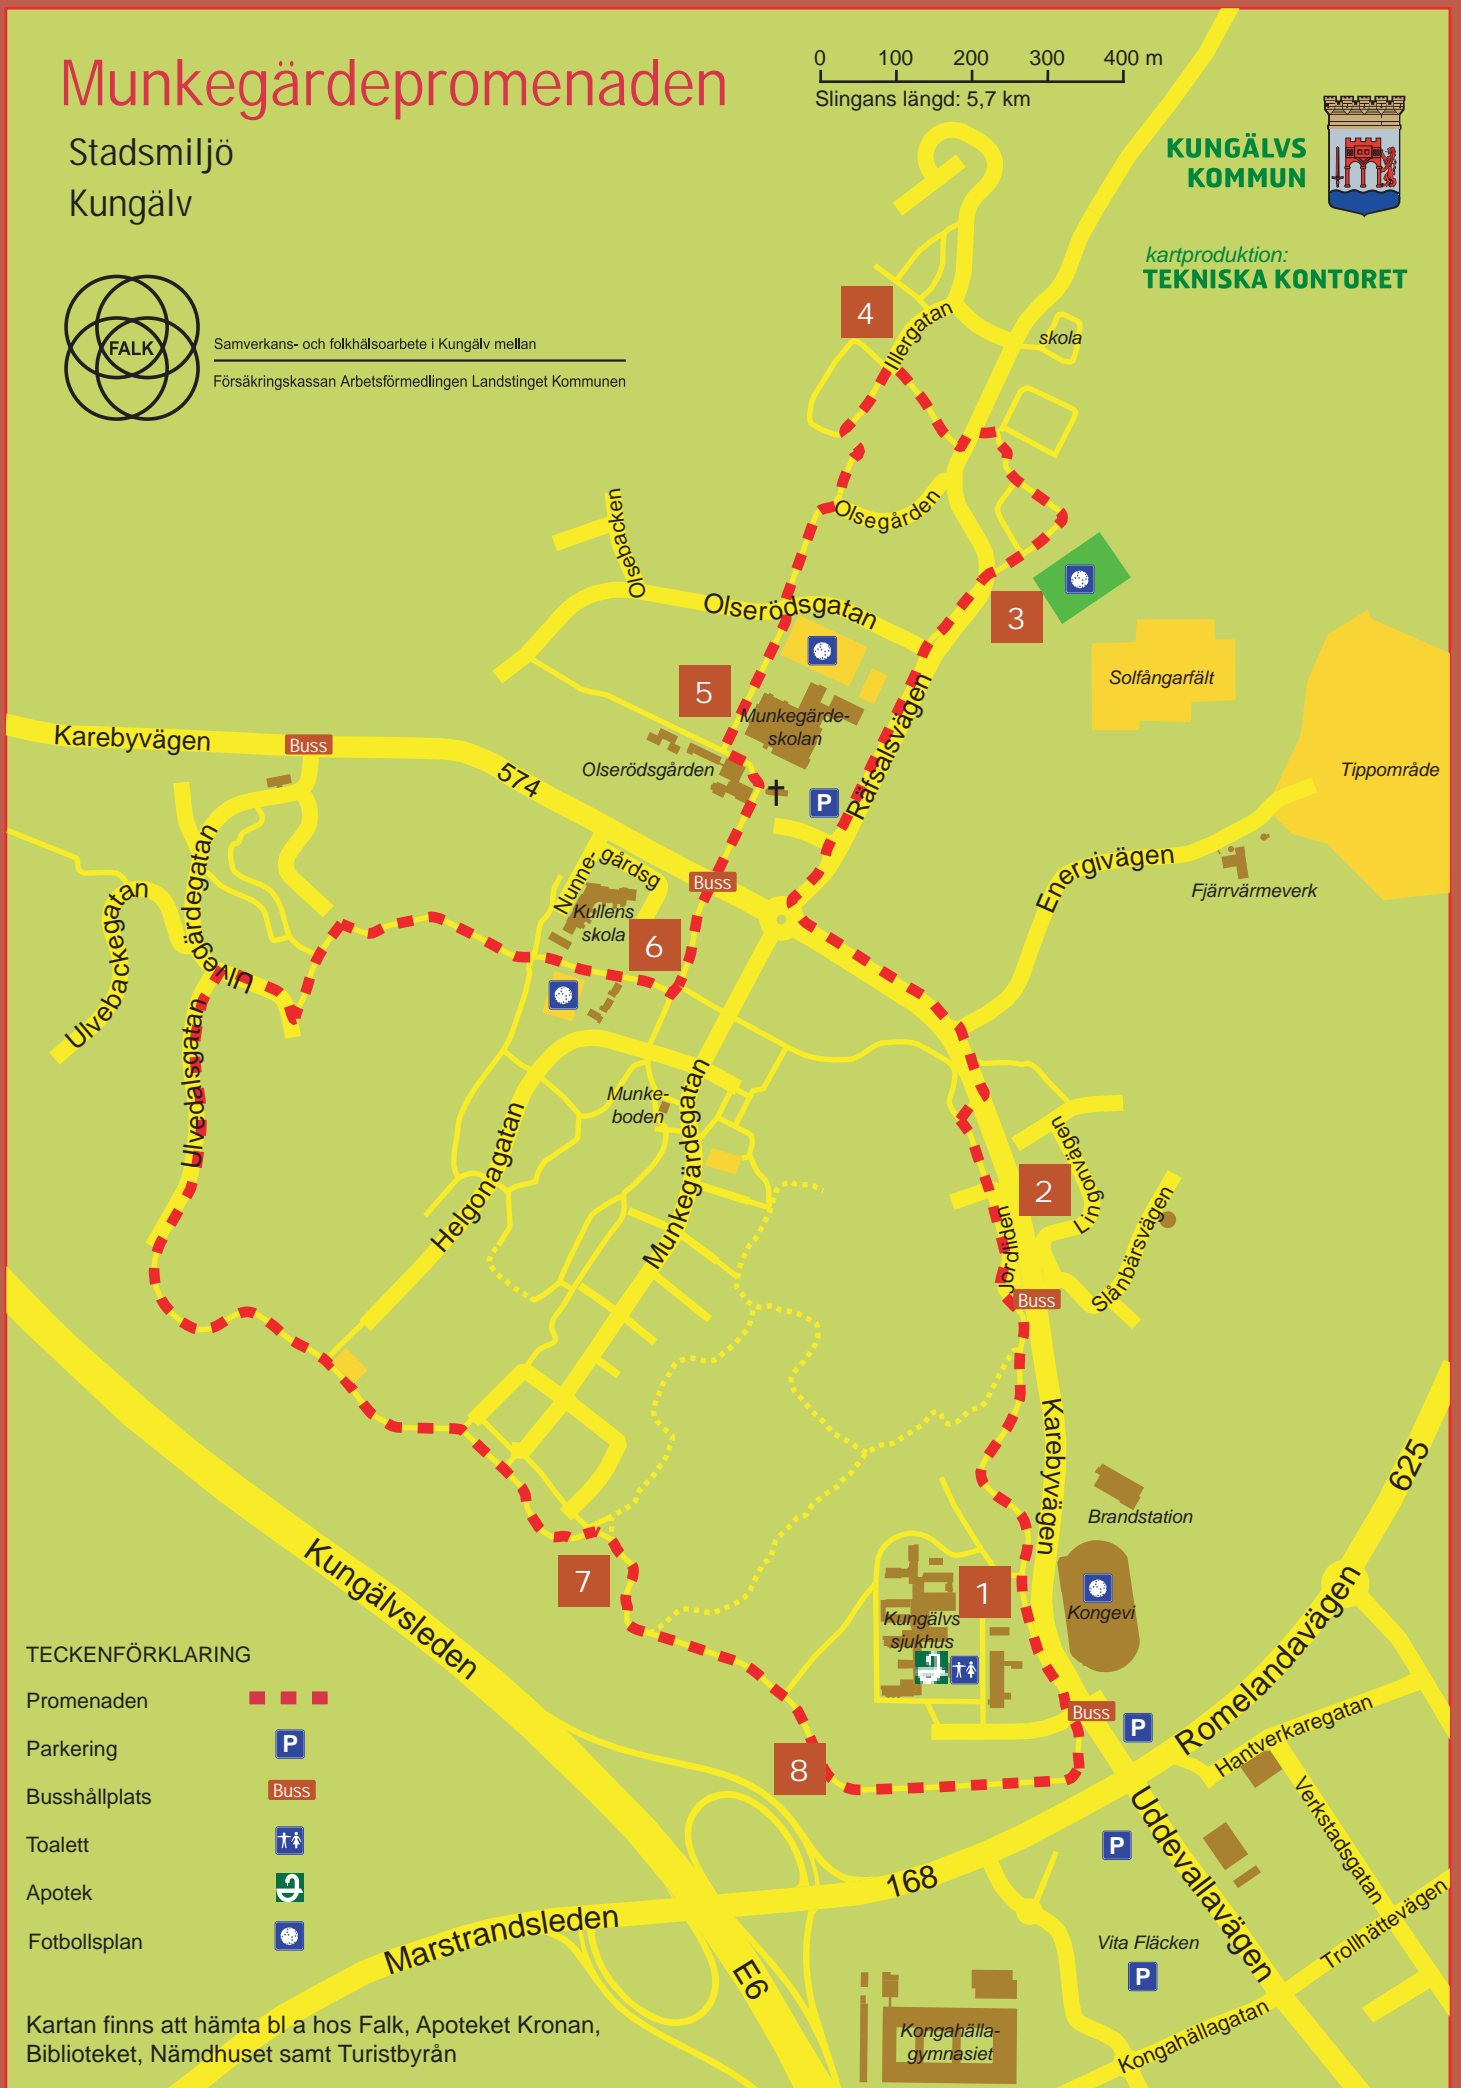 Munkegärdepromenaden
Stadsmiljö
Kungälv
0 100 200 300 400 m
Slingans längd: 5,7 km
KUNGÄLVS
KOMMUN
kartproduktion:
TEKNISKA KONTORET
FALK
Samverkans- och folkhälsoarbete i Kungälv mellan
Försäkringskassan Arbetsförmedlingen Landstinget Kommunen
4
Illergatan
skola
Olsegården
Olsebacken
Olserödsgatan
3
Solfångarfält
Tippområde
5
Munkegärde-
skolan
Räfsalsvägen
Olserödsgården
P
Karebyvägen
Buss
574
Buss
Nunne-
gårdsg
Kullens
skola
6
Energivägen
Fjärrvärmeverk
Ulvegärdegatan
Ulvebackegatan
Ulvedalsgatan
Munke-
boden
Helgonagatan
Munkegärdegatan
2
Lingonvägen
Slånbärsvägen
Jordliden
Buss
Karebyvägen
Brandstation
Kongevi
625
Romelandavägen
Kungälvsleden
7
1
Kungälvs
sjukhus
Buss
P
8
Hantverkaregatan
Verkstadsgatan
Uddevallavägen
P
168
Trollhättevägen
Marstrandsleden
E6
Vita Fläcken
P
Kongahällagatan
Kongahälla-
gymnasiet
TECKENFÖRKLARING
Promenaden
Parkering P
Busshållplats Buss
Toalett
Apotek
Fotbollsplan
Kartan finns att hämta bl a hos Falk, Apoteket Kronan,
Biblioteket, Nämdhuset samt Turistbyrån